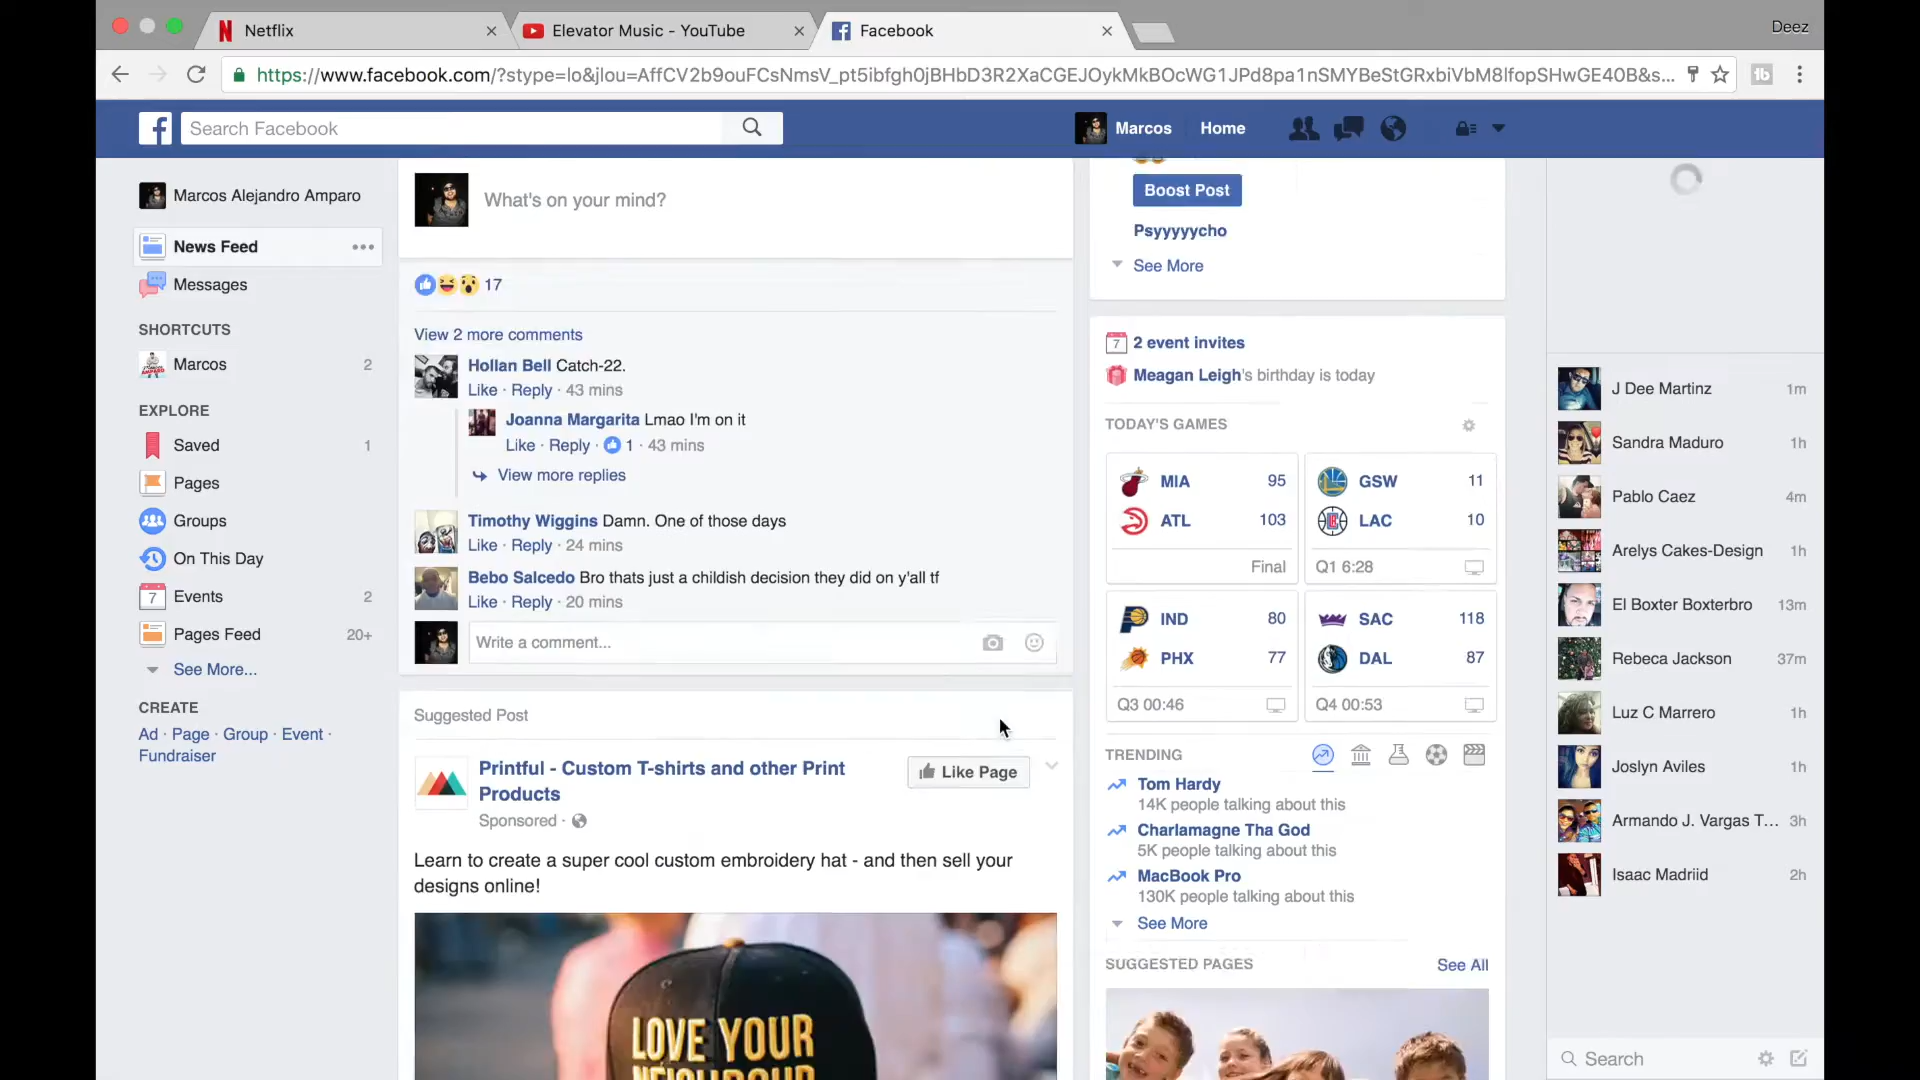 Netflix
Elevator Music - YouTube
Facebook
Deez
https://www.facebook.com/?stype=lo&jlou=AffCV2b9ouFCsNmsV_pt5ibfgh0jBHbD3R2XaCGEJOykMkBOcWG1JPd8pa1nSMYBeStGRxbiVbM8lfopSHwGE40B&s...
Search Facebook
Marcos
Home
Marcos Alejandro Amparo
News Feed
Messages
SHORTCUTS
Marcos 2
EXPLORE
Saved 1
Pages
Groups
On This Day
7 Events 2
Pages Feed 20+
See More...
CREATE
Ad · Page · Group · Event ·
Fundraiser
What's on your mind?
17
View 2 more comments
Hollan Bell Catch-22.
Like · Reply · 43 mins
Joanna Margarita Lmao I'm on it
Like · Reply · 1 · 43 mins
View more replies
Timothy Wiggins Damn. One of those days
Like · Reply · 24 mins
Bebo Salcedo Bro thats just a childish decision they did on y'all tf
Like · Reply · 20 mins
Write a comment...
Suggested Post
Printful - Custom T-shirts and other Print
Products
Like Page
Sponsored ·
Learn to create a super cool custom embroidery hat - and then sell your
designs online!
LOVE YOUR
NEIGHBOUR
Boost Post
Psyyyyycho
See More
7 2 event invites
Meagan Leigh's birthday is today
TODAY'S GAMES
MIA 95
ATL 103
Final
GSW 11
LAC 10
Q1 6:28
IND 80
PHX 77
Q3 00:46
SAC 118
DAL 87
Q4 00:53
TRENDING
Tom Hardy
14K people talking about this
Charlamagne Tha God
5K people talking about this
MacBook Pro
130K people talking about this
See More
SUGGESTED PAGES
See All
J Dee Martinz 1m
Sandra Maduro 1h
Pablo Caez 4m
Arelys Cakes-Design 1h
El Boxter Boxterbro 13m
Rebeca Jackson 37m
Luz C Marrero 1h
Joslyn Aviles 1h
Armando J. Vargas T... 3h
Isaac Madriid 2h
Search